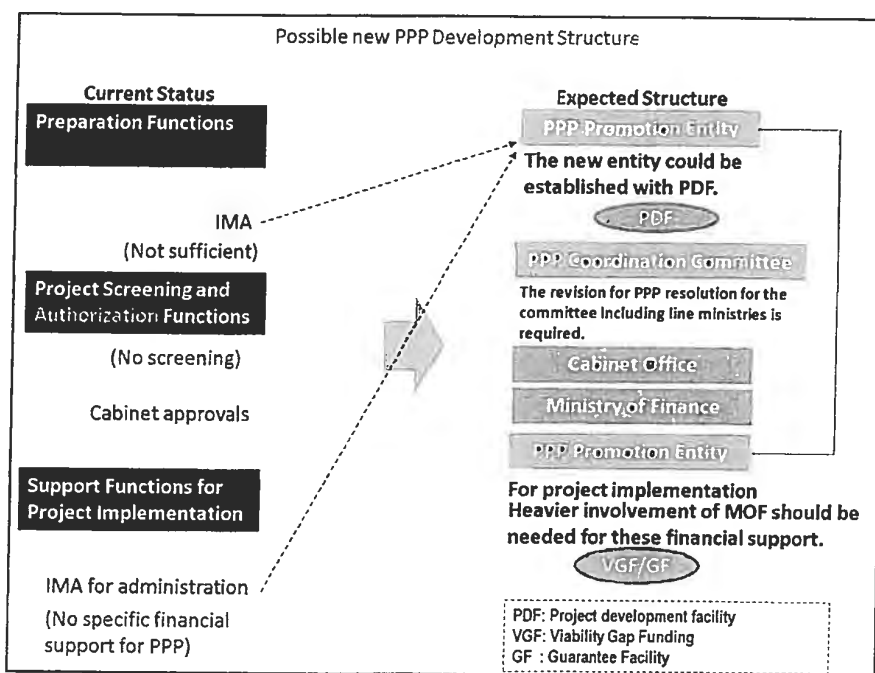 Possible new PPP Development Structure
Current Status
Preparation Functions
IMA
(Not sufficient)
Project Screening and
Authorization Functions
(No screening)
Cabinet approvals
Support Functions for
Project Implementation
IMA for administration
(No specific financial
support for PPP)
Expected Structure
PPP Promotion Entity
The new entity could be
established with PDF.
PDF
PPP Coordination Committee
The revision for PPP resolution for the
committee including line ministries is
required.
Cabinet Office
Ministry of Finance
PPP Promotion Entity
For project implementation
Heavier involvement of MOF should be
needed for these financial support.
VGF/GF
PDF: Project development facility
VGF: Viability Gap Funding
GF : Guarantee Facility